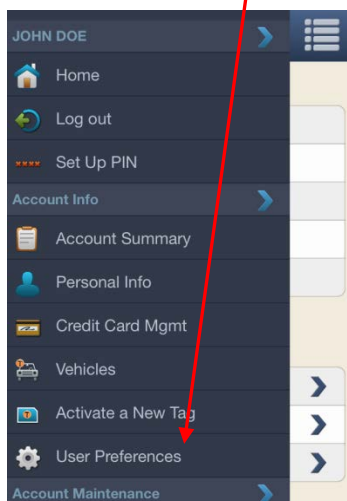 JOHN DOE
Home
Log out
Set Up PIN
Account Info
Account Summary
Personal Info
Credit Card Mgmt
Vehicles
Activate a New Tag
User Preferences
Account Maintenance